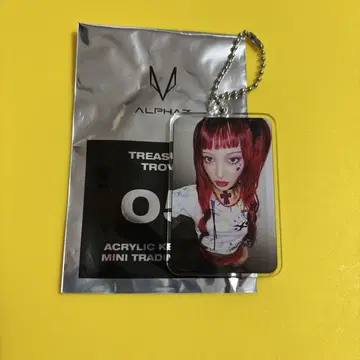 ALPHAZ
TREASU
TROV
05
ACRYLIC KE
MINI TRADIN